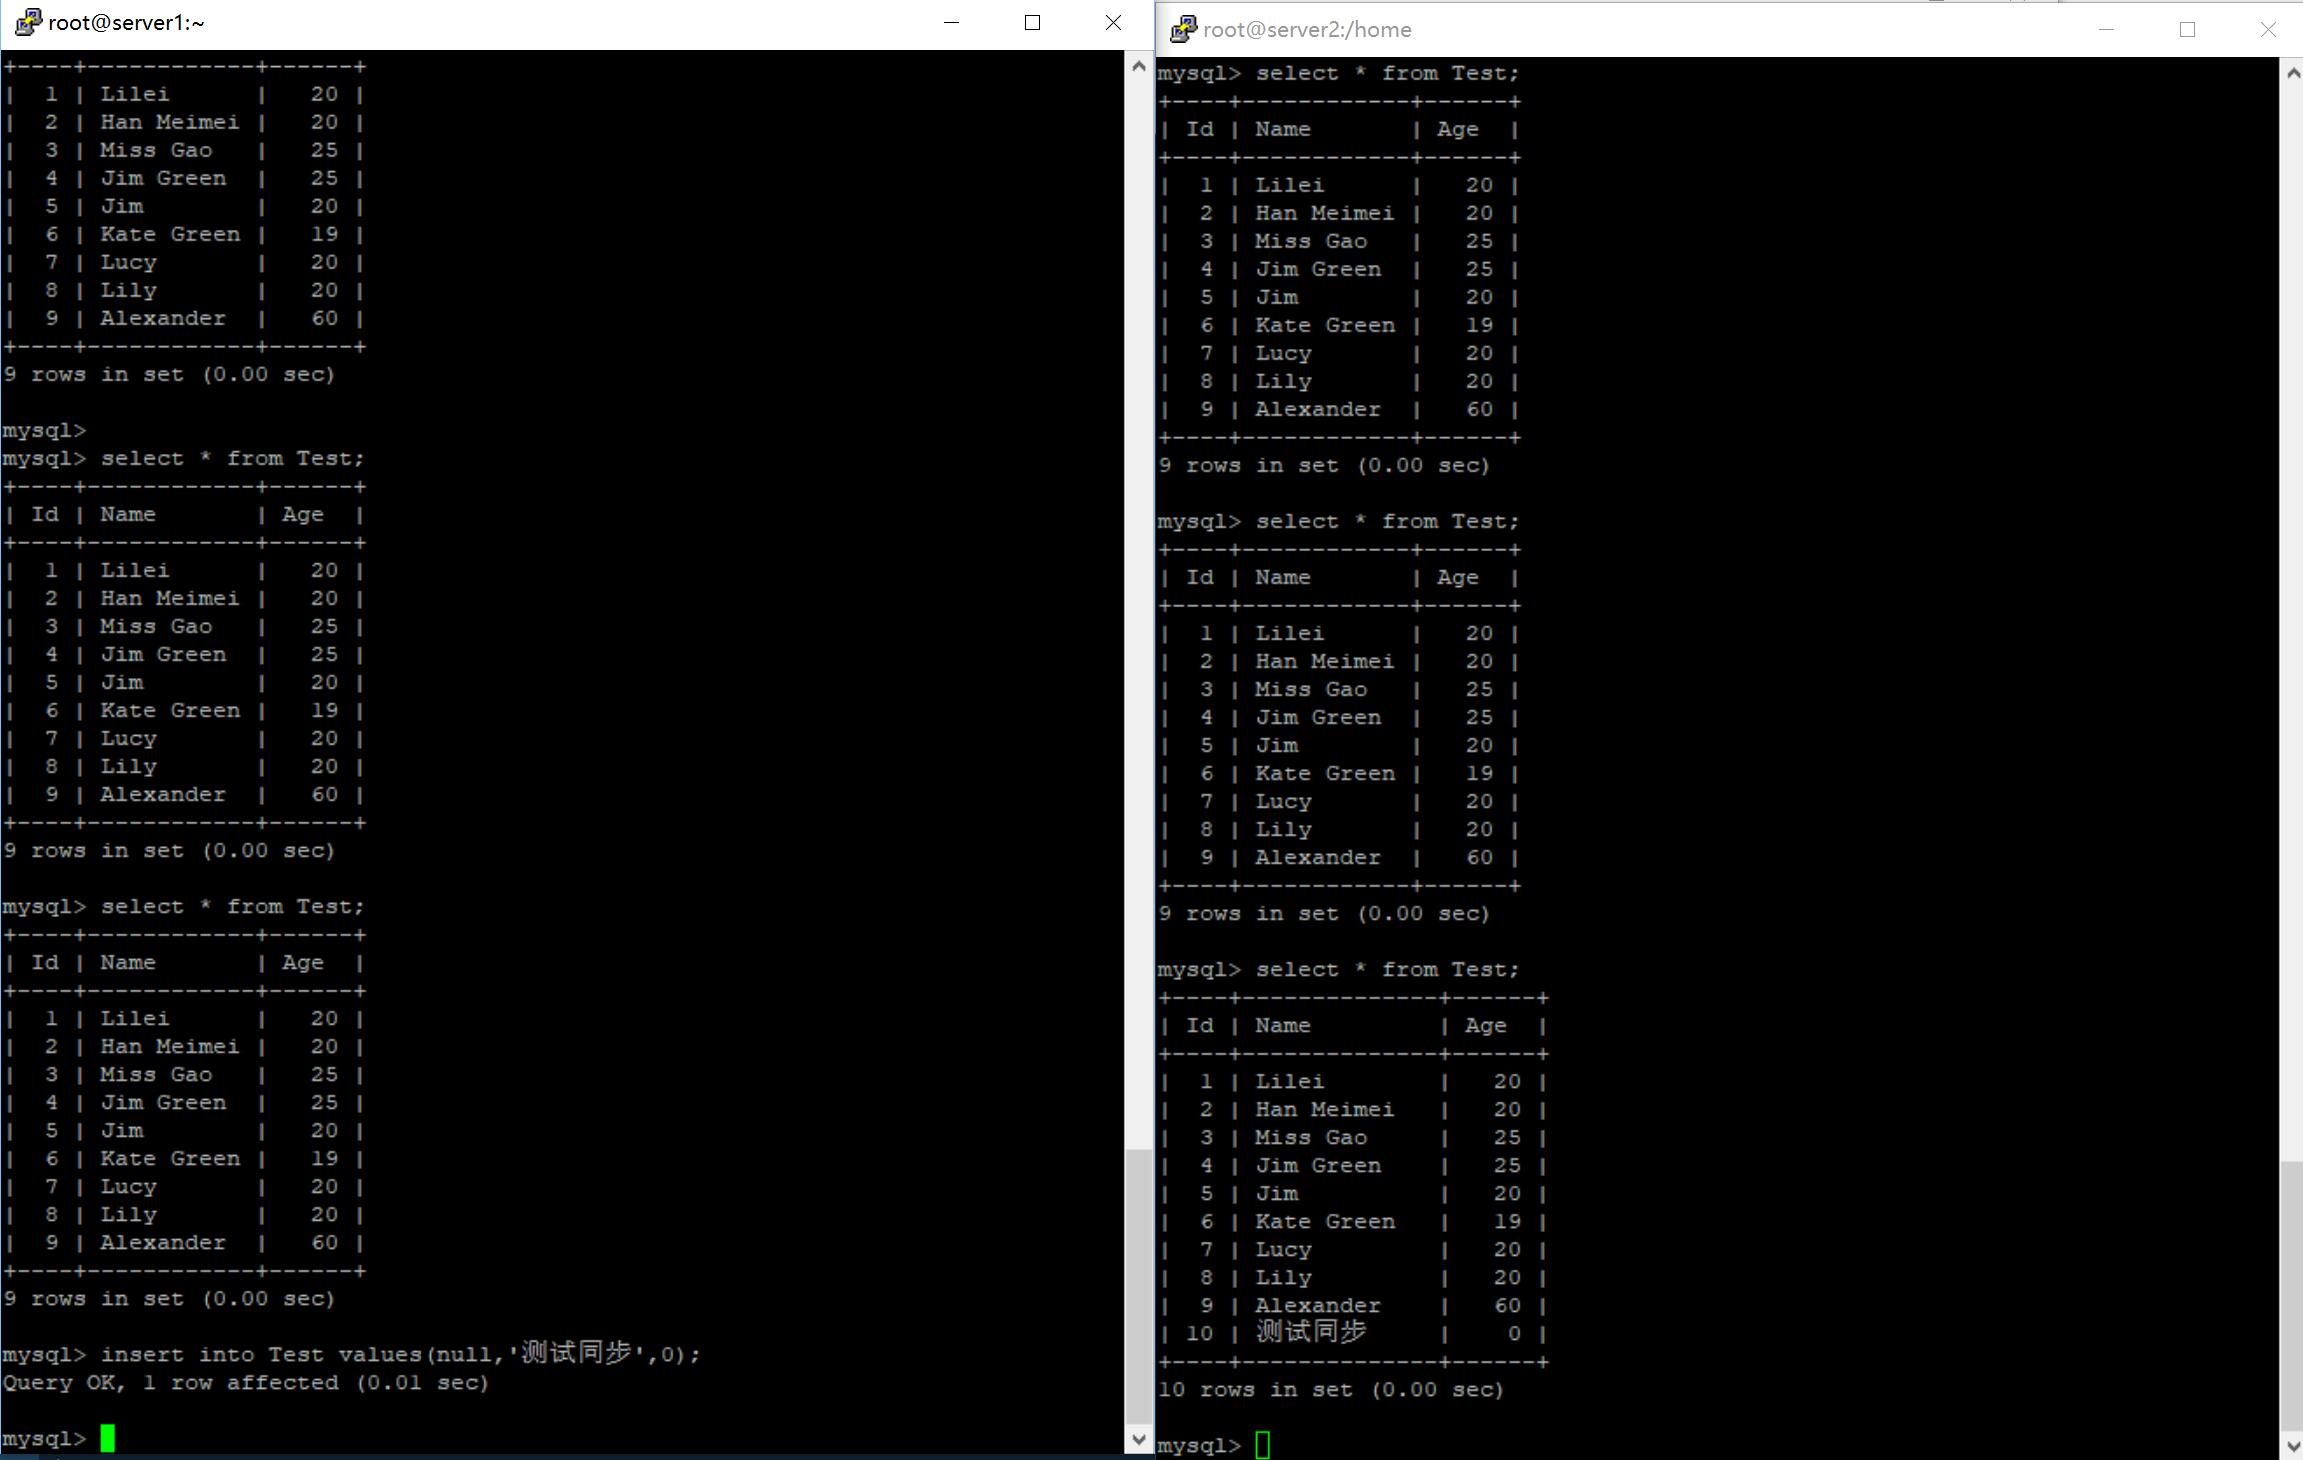 root@server1:~
+----+------------+------+
|  1 | Lilei      |   20 |
|  2 | Han Meimei |   20 |
|  3 | Miss Gao   |   25 |
|  4 | Jim Green  |   25 |
|  5 | Jim        |   20 |
|  6 | Kate Green |   19 |
|  7 | Lucy       |   20 |
|  8 | Lily       |   20 |
|  9 | Alexander  |   60 |
+----+------------+------+
9 rows in set (0.00 sec)
mysql>
mysql> select * from Test;
+----+------------+------+
| Id | Name       | Age  |
+----+------------+------+
|  1 | Lilei      |   20 |
|  2 | Han Meimei |   20 |
|  3 | Miss Gao   |   25 |
|  4 | Jim Green  |   25 |
|  5 | Jim        |   20 |
|  6 | Kate Green |   19 |
|  7 | Lucy       |   20 |
|  8 | Lily       |   20 |
|  9 | Alexander  |   60 |
+----+------------+------+
9 rows in set (0.00 sec)
mysql> select * from Test;
+----+------------+------+
| Id | Name       | Age  |
+----+------------+------+
|  1 | Lilei      |   20 |
|  2 | Han Meimei |   20 |
|  3 | Miss Gao   |   25 |
|  4 | Jim Green  |   25 |
|  5 | Jim        |   20 |
|  6 | Kate Green |   19 |
|  7 | Lucy       |   20 |
|  8 | Lily       |   20 |
|  9 | Alexander  |   60 |
+----+------------+------+
9 rows in set (0.00 sec)
mysql> insert into Test values(null,'测试同步',0);
Query OK, 1 row affected (0.01 sec)
mysql>
root@server2:/home
mysql> select * from Test;
+----+------------+------+
| Id | Name       | Age  |
+----+------------+------+
|  1 | Lilei      |   20 |
|  2 | Han Meimei |   20 |
|  3 | Miss Gao   |   25 |
|  4 | Jim Green  |   25 |
|  5 | Jim        |   20 |
|  6 | Kate Green |   19 |
|  7 | Lucy       |   20 |
|  8 | Lily       |   20 |
|  9 | Alexander  |   60 |
+----+------------+------+
9 rows in set (0.00 sec)
mysql> select * from Test;
+----+------------+------+
| Id | Name       | Age  |
+----+------------+------+
|  1 | Lilei      |   20 |
|  2 | Han Meimei |   20 |
|  3 | Miss Gao   |   25 |
|  4 | Jim Green  |   25 |
|  5 | Jim        |   20 |
|  6 | Kate Green |   19 |
|  7 | Lucy       |   20 |
|  8 | Lily       |   20 |
|  9 | Alexander  |   60 |
+----+------------+------+
9 rows in set (0.00 sec)
mysql> select * from Test;
+----+--------------+------+
| Id | Name         | Age  |
+----+--------------+------+
|  1 | Lilei        |   20 |
|  2 | Han Meimei   |   20 |
|  3 | Miss Gao     |   25 |
|  4 | Jim Green    |   25 |
|  5 | Jim          |   20 |
|  6 | Kate Green   |   19 |
|  7 | Lucy         |   20 |
|  8 | Lily         |   20 |
|  9 | Alexander    |   60 |
| 10 | 测试同步     |    0 |
+----+--------------+------+
10 rows in set (0.00 sec)
mysql>